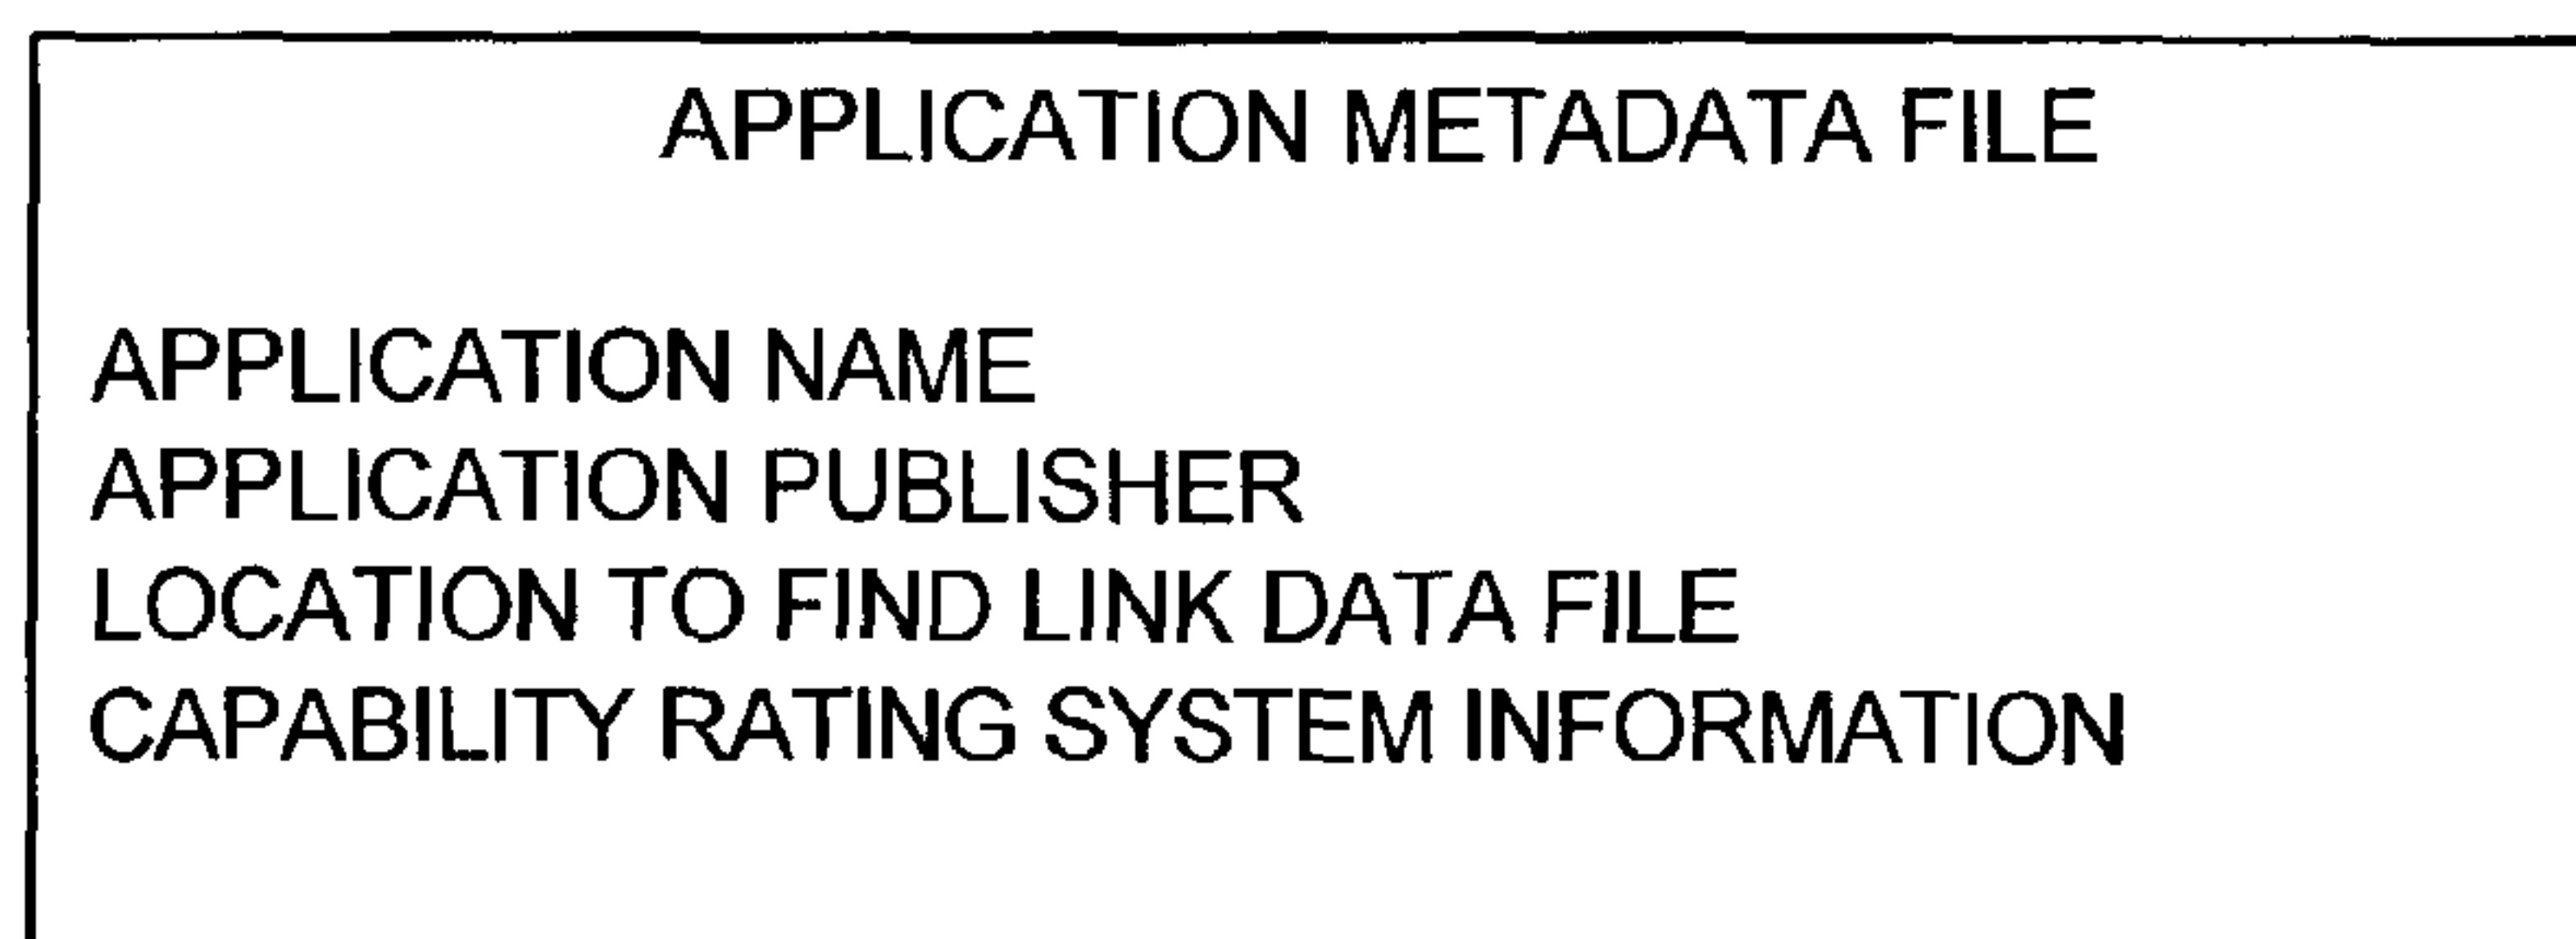 APPLICATION METADATA FILE
APPLICATION NAME
APPLICATION PUBLISHER
LOCATION TO FIND LINK DATA FILE
CAPABILITY RATING SYSTEM INFORMATION